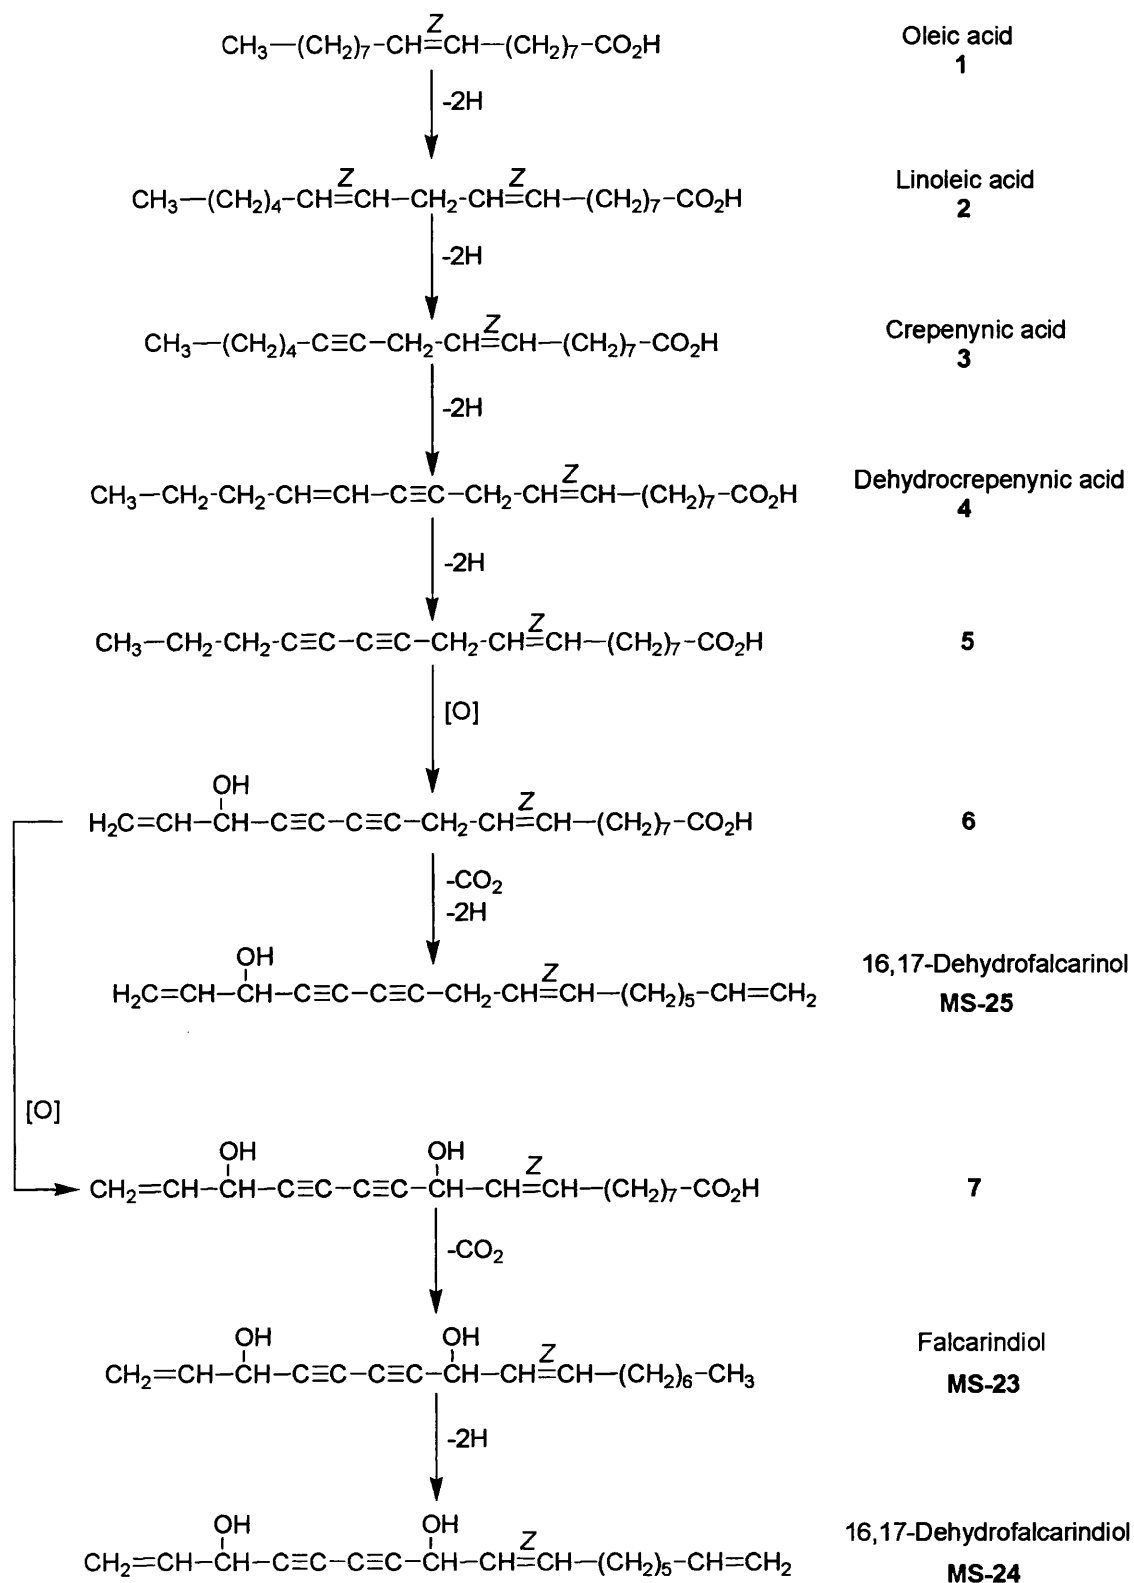 Z
CH₃—(CH₂)₇-CH=CH—(CH₂)₇-CO₂H Oleic acid
1
-2H
Z Z
CH₃—(CH₂)₄-CH=CH—CH₂-CH=CH—(CH₂)₇-CO₂H Linoleic acid
2
-2H
Z
CH₃—(CH₂)₄-C≡C—CH₂-CH=CH—(CH₂)₇-CO₂H Crepenynic acid
3
-2H
Z
CH₃—CH₂-CH₂-CH=CH—C≡C—CH₂-CH=CH—(CH₂)₇-CO₂H Dehydrocrepenynic acid
4
-2H
Z
CH₃—CH₂-CH₂-C≡C—C≡C—CH₂-CH=CH—(CH₂)₇-CO₂H 5
[O]
OH Z
H₂C=CH-CH-C≡C—C≡C—CH₂-CH=CH—(CH₂)₇-CO₂H 6
-CO₂
-2H
OH Z
H₂C=CH-CH-C≡C—C≡C—CH₂-CH=CH—(CH₂)₅-CH=CH₂ 16,17-Dehydrofalcarinol
MS-25
[O]
OH OH Z
CH₂=CH-CH-C≡C—C≡C-CH—CH=CH—(CH₂)₇-CO₂H 7
-CO₂
OH OH Z
CH₂=CH-CH-C≡C—C≡C-CH—CH=CH—(CH₂)₆-CH₃ Falcarindiol
MS-23
-2H
OH OH Z
CH₂=CH-CH-C≡C—C≡C-CH—CH=CH—(CH₂)₅-CH=CH₂ 16,17-Dehydrofalcarindiol
MS-24